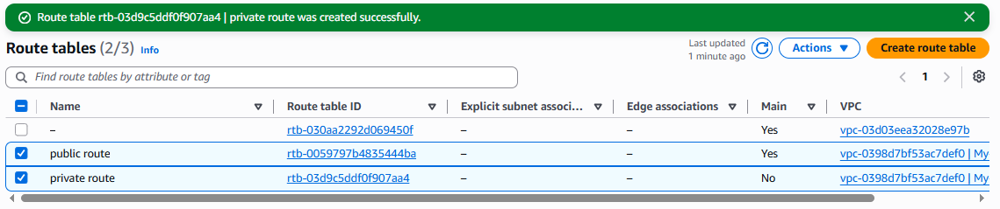 Route table rtb-03d9c5ddf0f907aa4 | private route was created successfully.
Route tables (2/3) Info
Last updated
1 minute ago
Actions
Create route table
Find route tables by attribute or tag
1
Name Route table ID Explicit subnet associ... Edge associations Main VPC
– rtb-030aa2292d069450f – – Yes vpc-03d03eea32028e97b
public route rtb-0059797b4835444ba – – Yes vpc-0398d7bf53ac7def0 | My
private route rtb-03d9c5ddf0f907aa4 – – No vpc-0398d7bf53ac7def0 | My